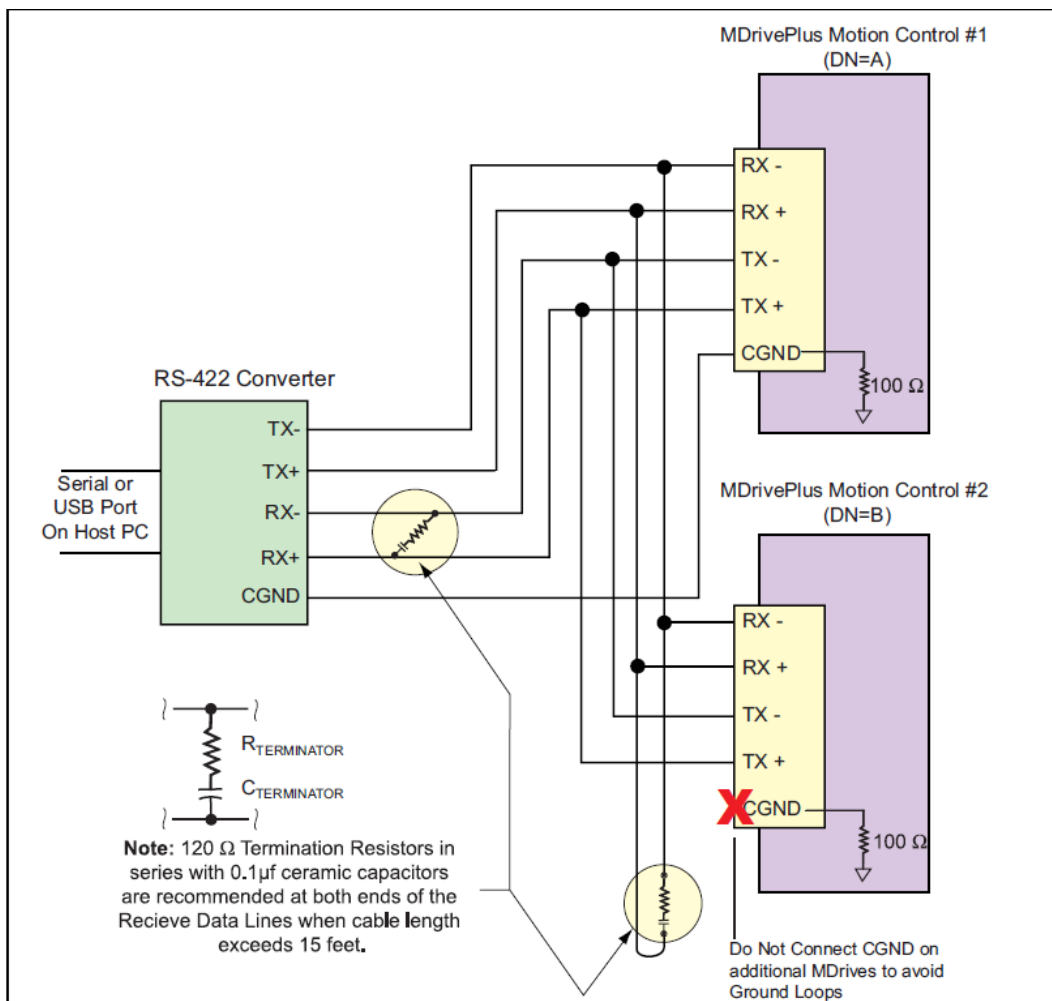 MDrivePlus Motion Control #1
(DN=A)
RX -
RX +
TX -
TX +
CGND
100 Ω
RS-422 Converter
TX-
TX+
RX-
RX+
CGND
Serial or
USB Port
On Host PC
MDrivePlus Motion Control #2
(DN=B)
RX -
RX +
TX -
TX +
CGND
100 Ω
X
RTERMINATOR
CTERMINATOR
Note: 120 Ω Termination Resistors in
series with 0.1µf ceramic capacitors
are recommended at both ends of the
Recieve Data Lines when cable length
exceeds 15 feet.
Do Not Connect CGND on
additional MDrives to avoid
Ground Loops